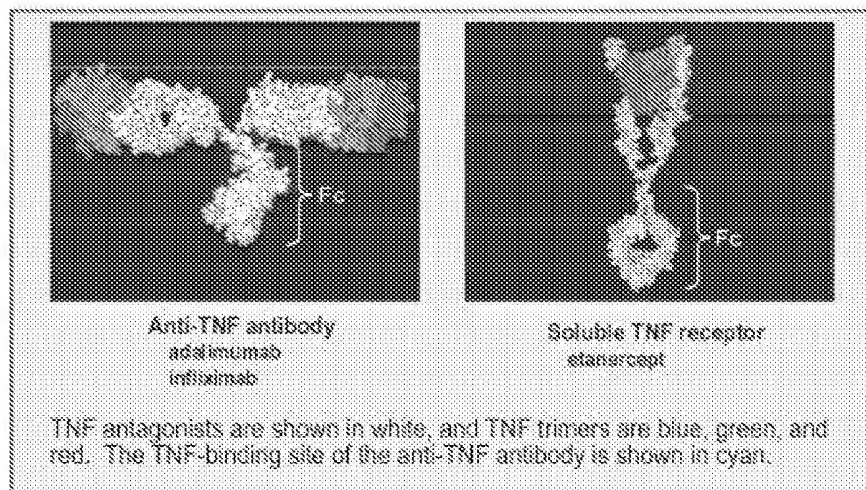 Fc
Fc
Anti-TNF antibody
adalimumab
infliximab
Soluble TNF receptor
etanercept
TNF antagonists are shown in white, and TNF trimers are blue, green, and
red. The TNF-binding site of the anti-TNF antibody is shown in cyan.